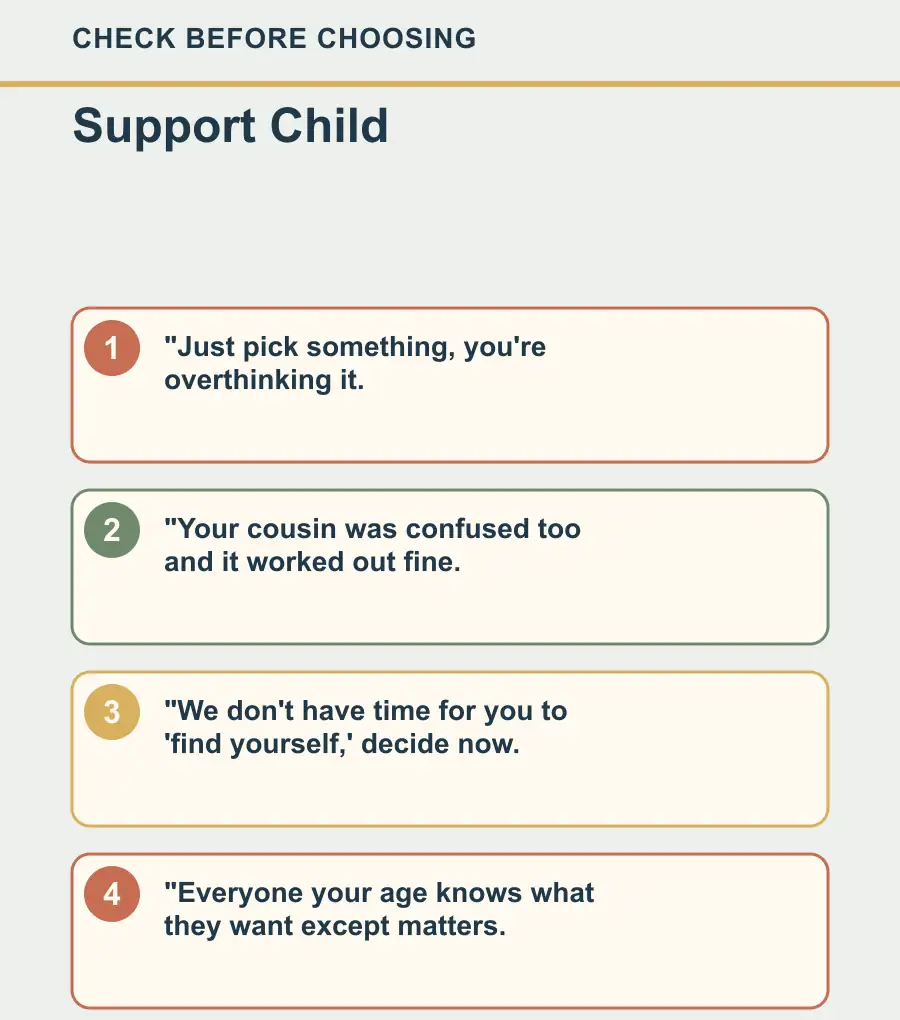 CHECK BEFORE CHOOSING
Support Child
1
"Just pick something, you're
overthinking it.
2
"Your cousin was confused too
and it worked out fine.
3
"We don't have time for you to
'find yourself,' decide now.
4
"Everyone your age knows what
they want except matters.